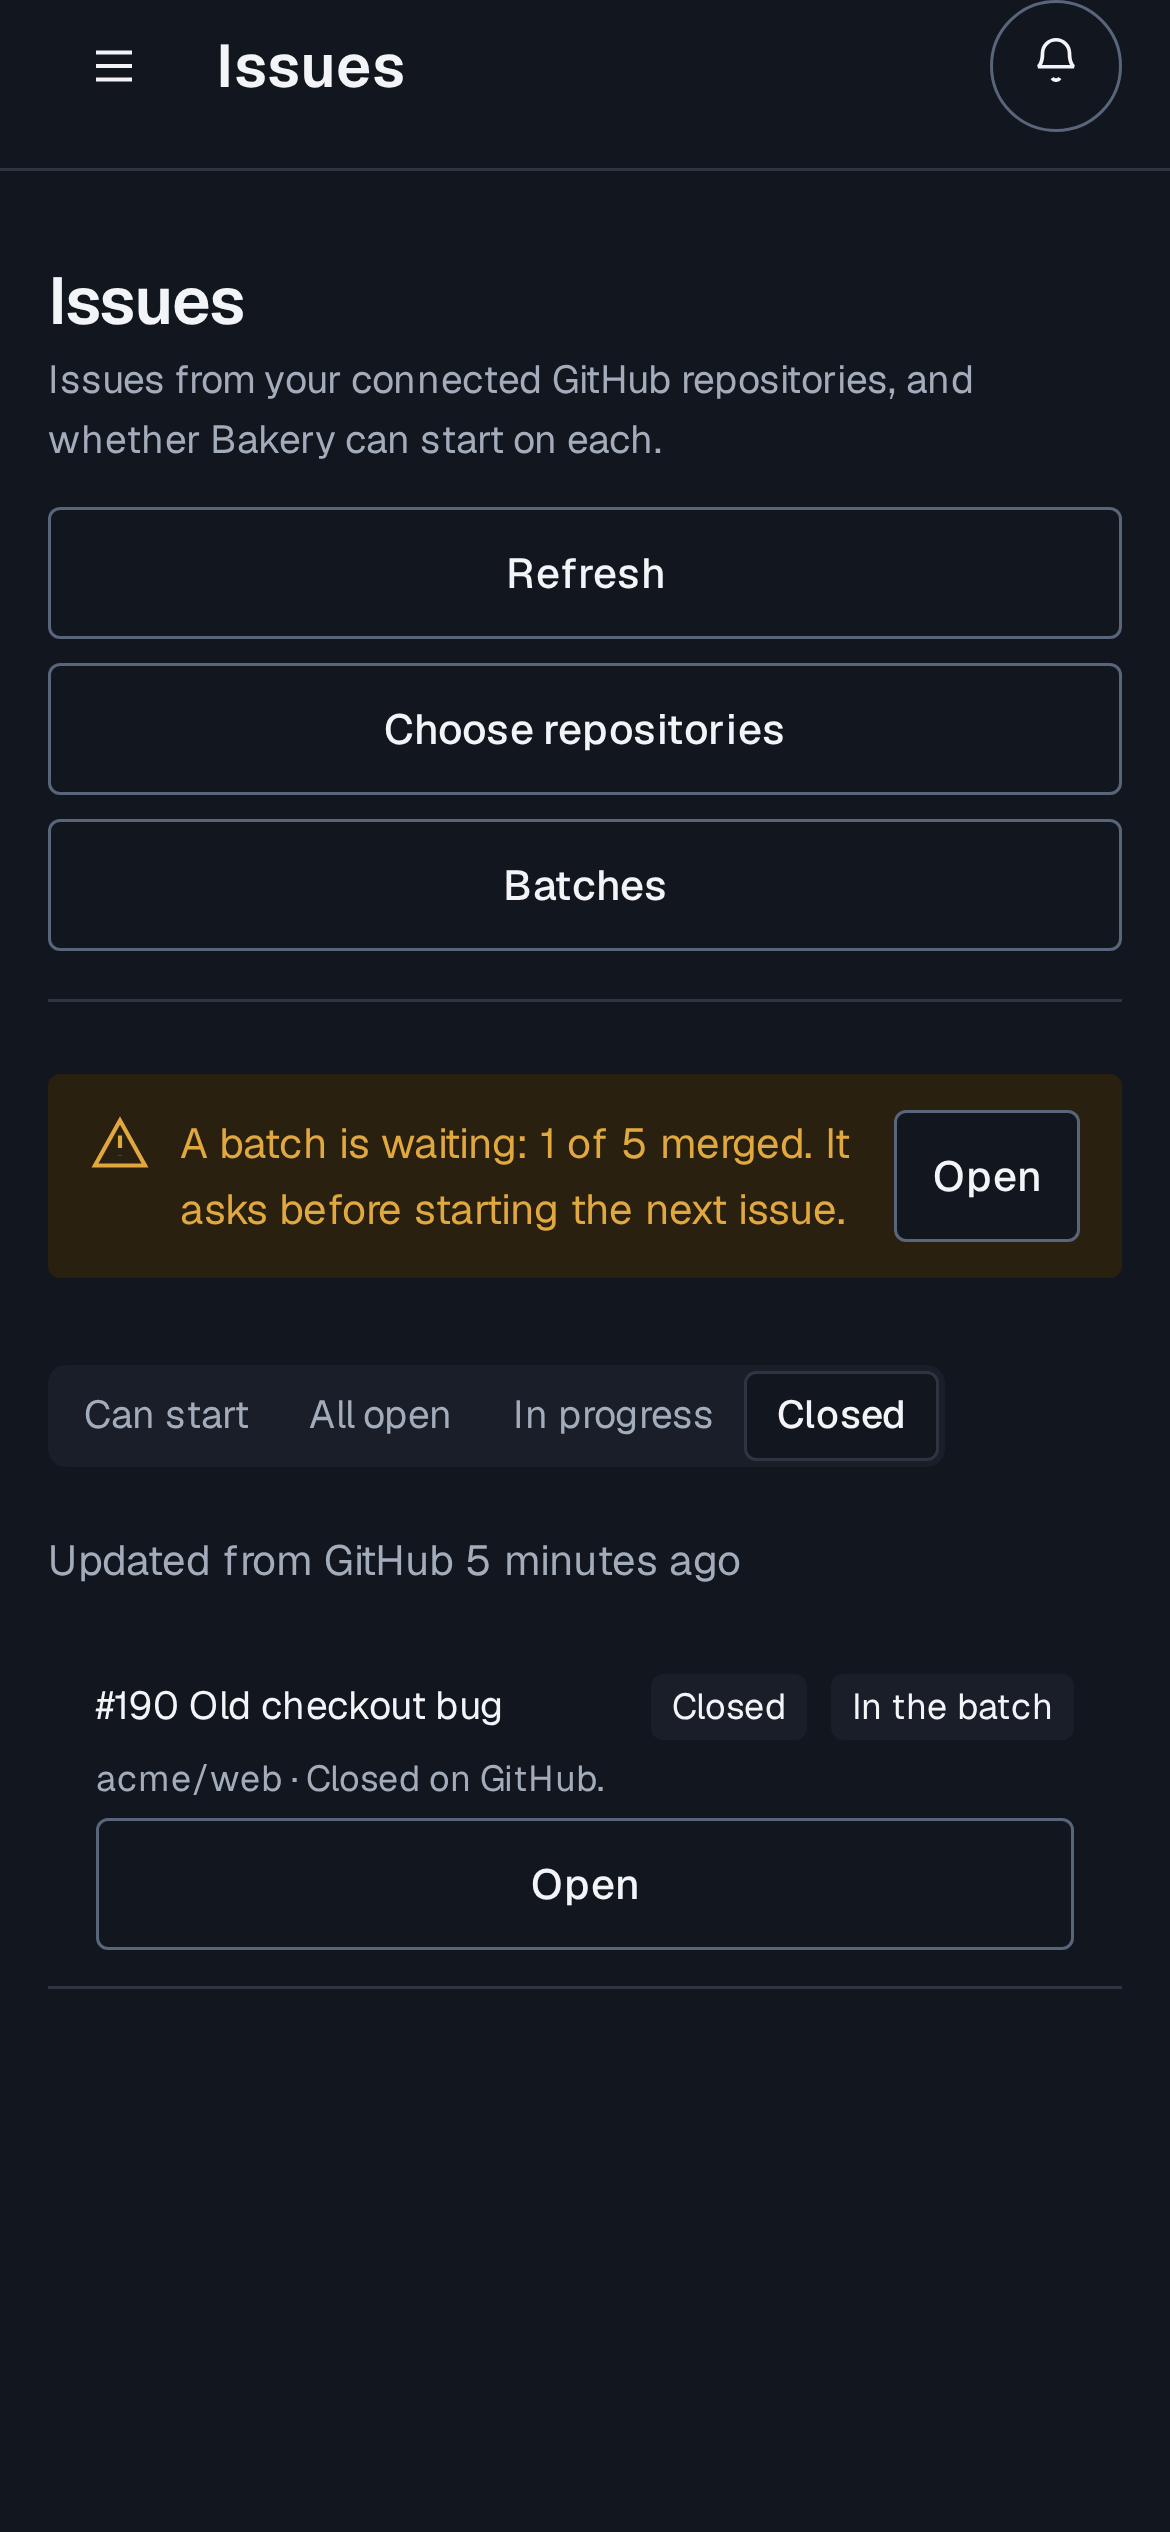 Issues
Issues
Issues from your connected GitHub repositories, and
whether Bakery can start on each.
Refresh
Choose repositories
Batches
A batch is waiting: 1 of 5 merged. It
asks before starting the next issue.
Open
Can start
All open
In progress
Closed
Updated from GitHub 5 minutes ago
#190 Old checkout bug
Closed
In the batch
acme/web · Closed on GitHub.
Open